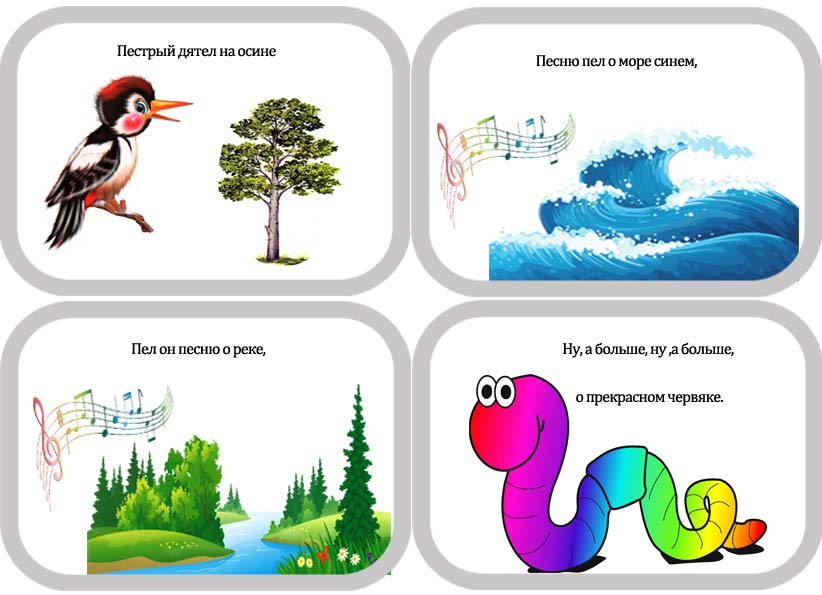 Пестрый дятел на осине
Песню пел о море синем,
Пел он песню о реке,
Ну, а больше, ну ,а больше,
о прекрасном червяке.